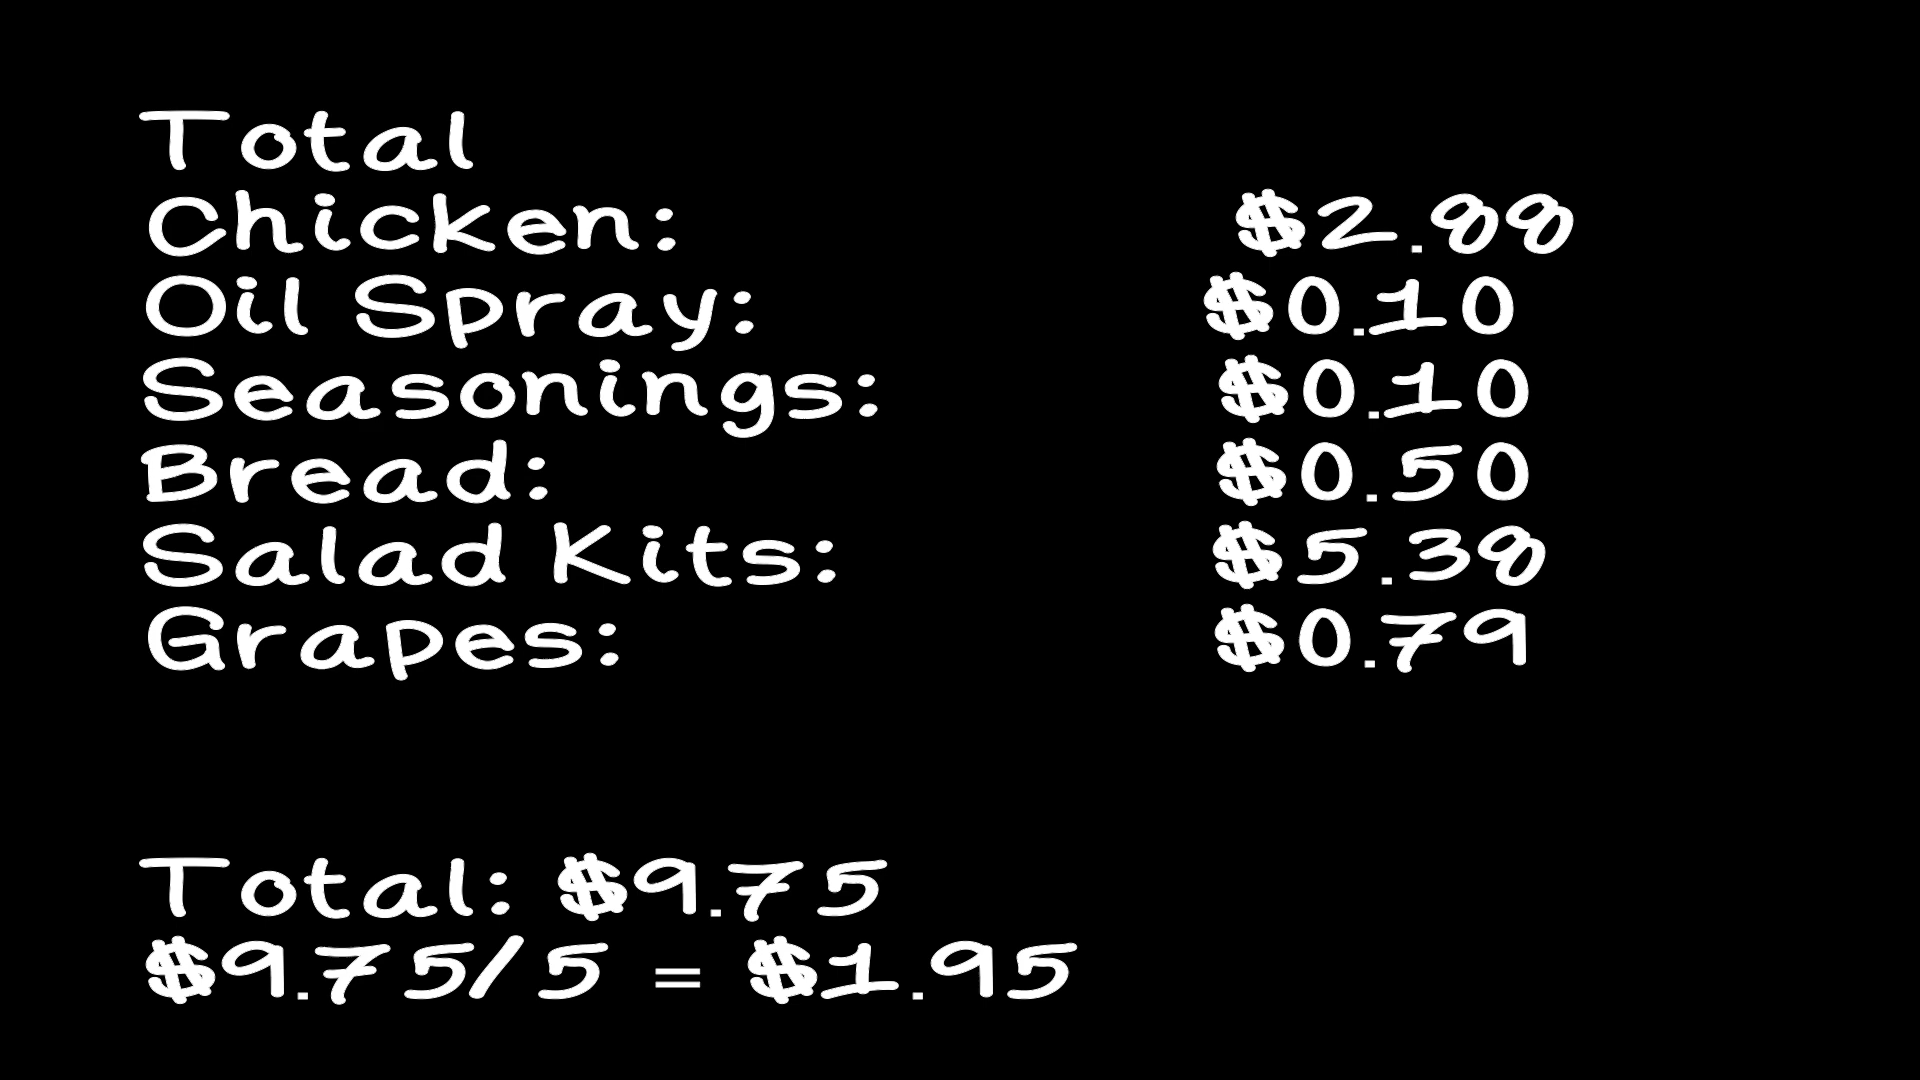 Total
Chicken: $2.88
Oil Spray: $0.10
Seasonings: $0.10
Bread: $0.50
Salad Kits: $5.38
Grapes: $0.79
Total: $9.75
$9.75/5 = $1.95